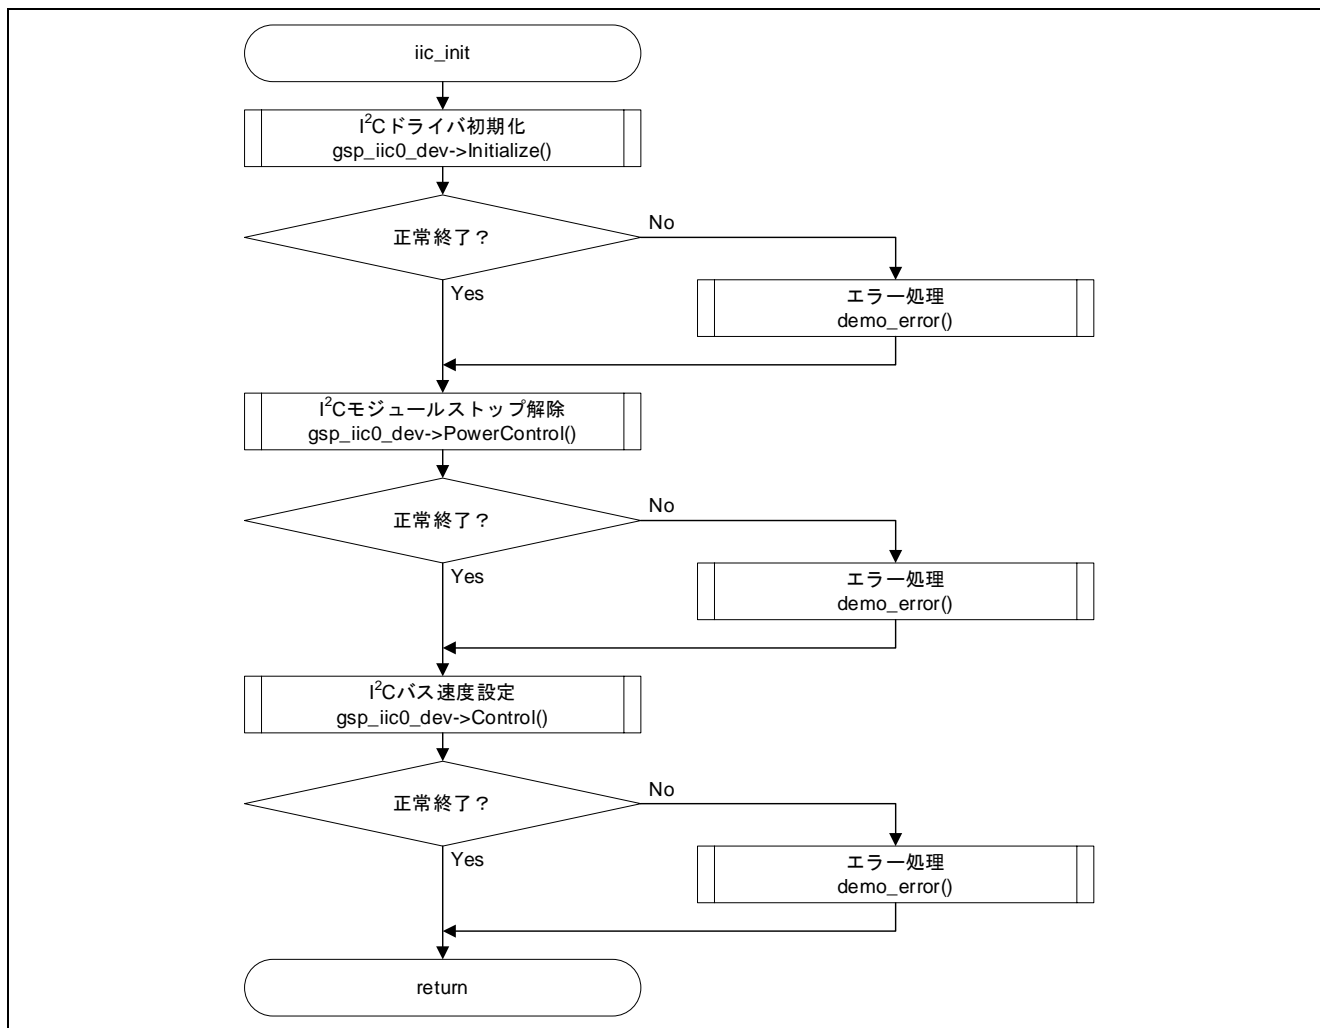 iic_init
I²Cドライバ初期化
gsp_iic0_dev->Initialize()
正常終了？
No
Yes
エラー処理
demo_error()
I²Cモジュールストップ解除
gsp_iic0_dev->PowerControl()
正常終了？
No
Yes
エラー処理
demo_error()
I²Cバス速度設定
gsp_iic0_dev->Control()
正常終了？
No
Yes
エラー処理
demo_error()
return